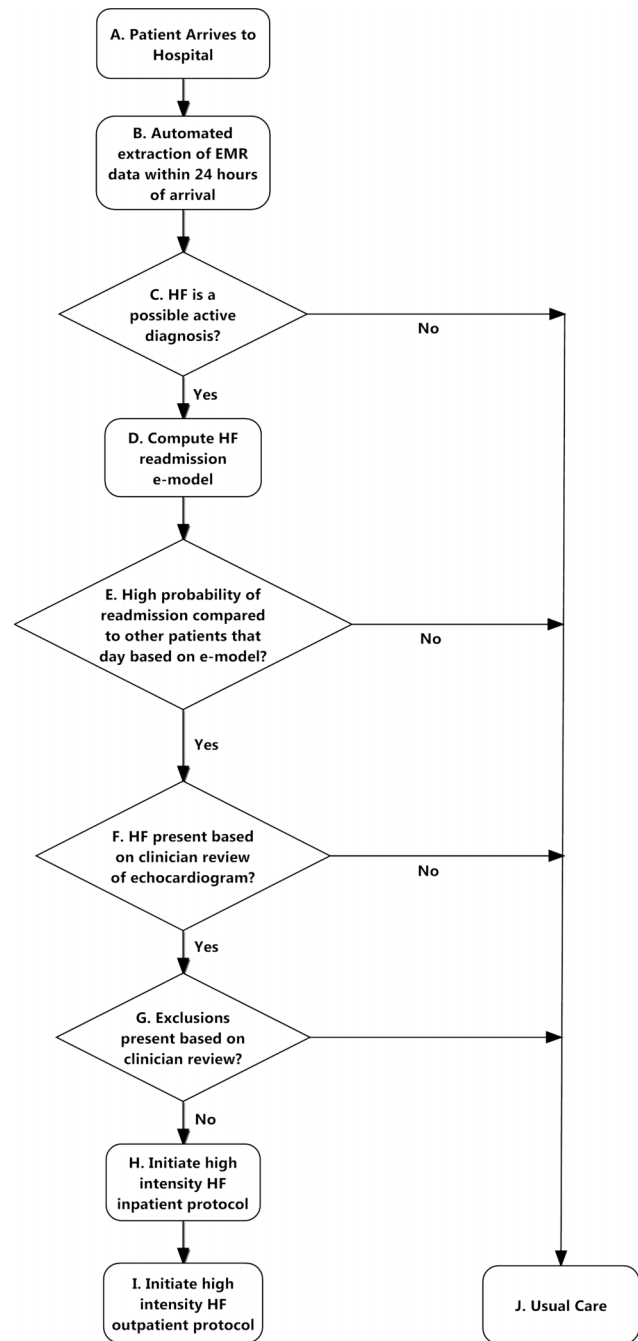 A. Patient Arrives to
Hospital
B. Automated
extraction of EMR
data within 24 hours
of arrival
C. HF is a
possible active
diagnosis?
No
Yes
D. Compute HF
readmission
e-model
E. High probability of
readmission compared
to other patients that
day based on e-model?
No
Yes
F. HF present based
on clinician review
of echocardiogram?
No
Yes
G. Exclusions
present based on
clinician review?
No
H. Initiate high
intensity HF
inpatient protocol
I. Initiate high
intensity HF
outpatient protocol
J. Usual Care